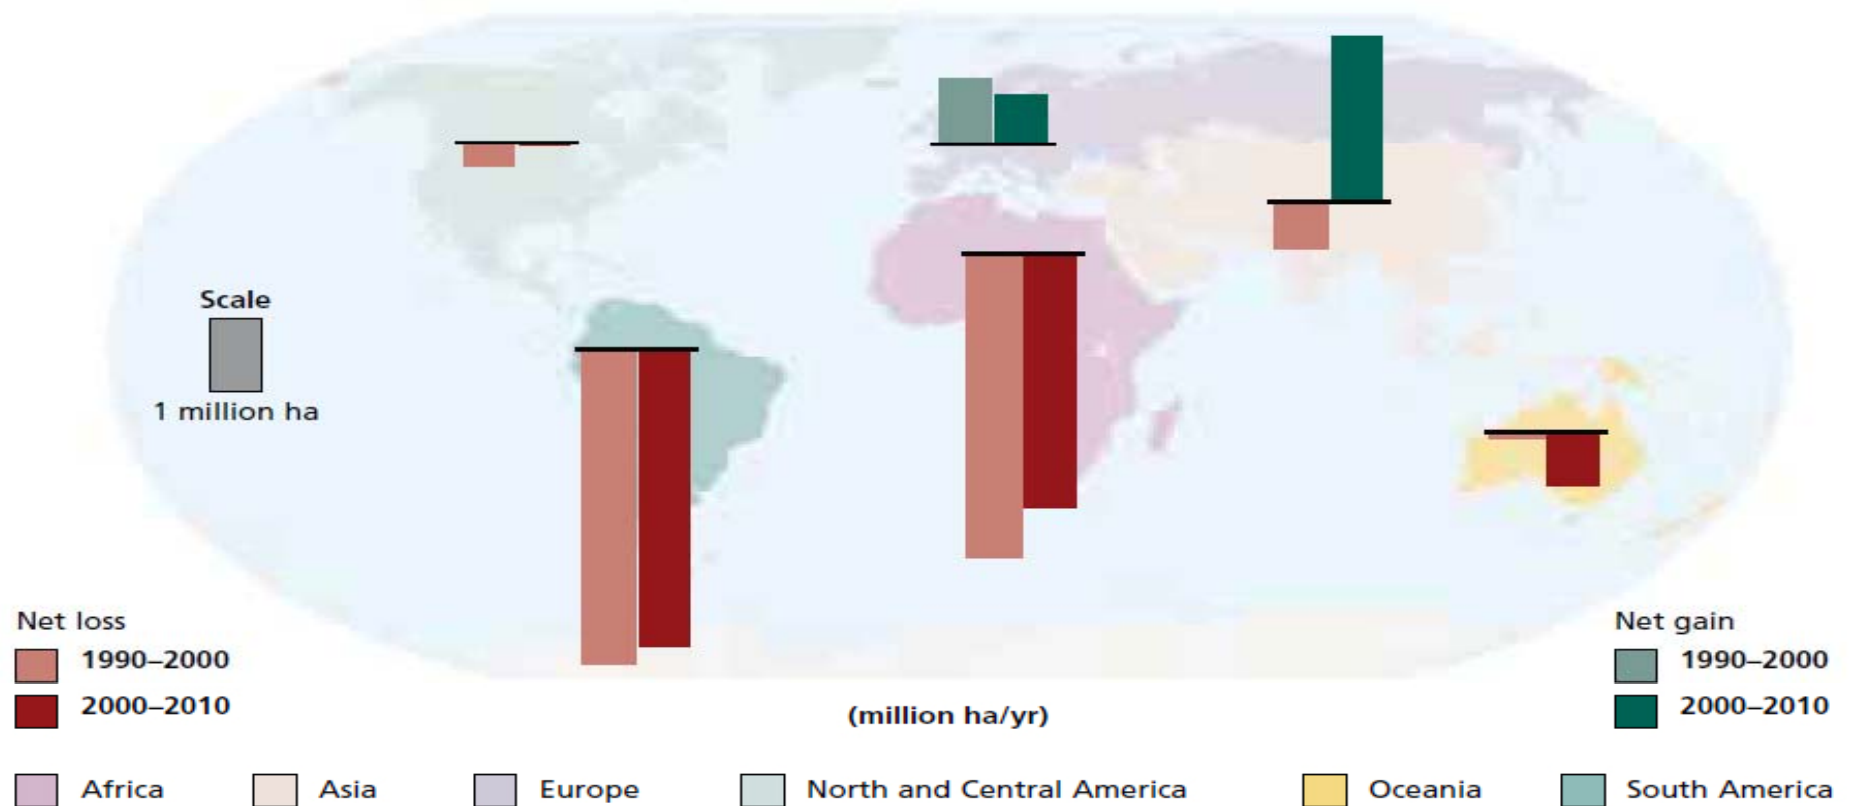 Scale
1 million ha
Net loss
1990–2000
2000–2010
Net gain
1990–2000
2000–2010
(million ha/yr)
Africa
Asia
Europe
North and Central America
Oceania
South America